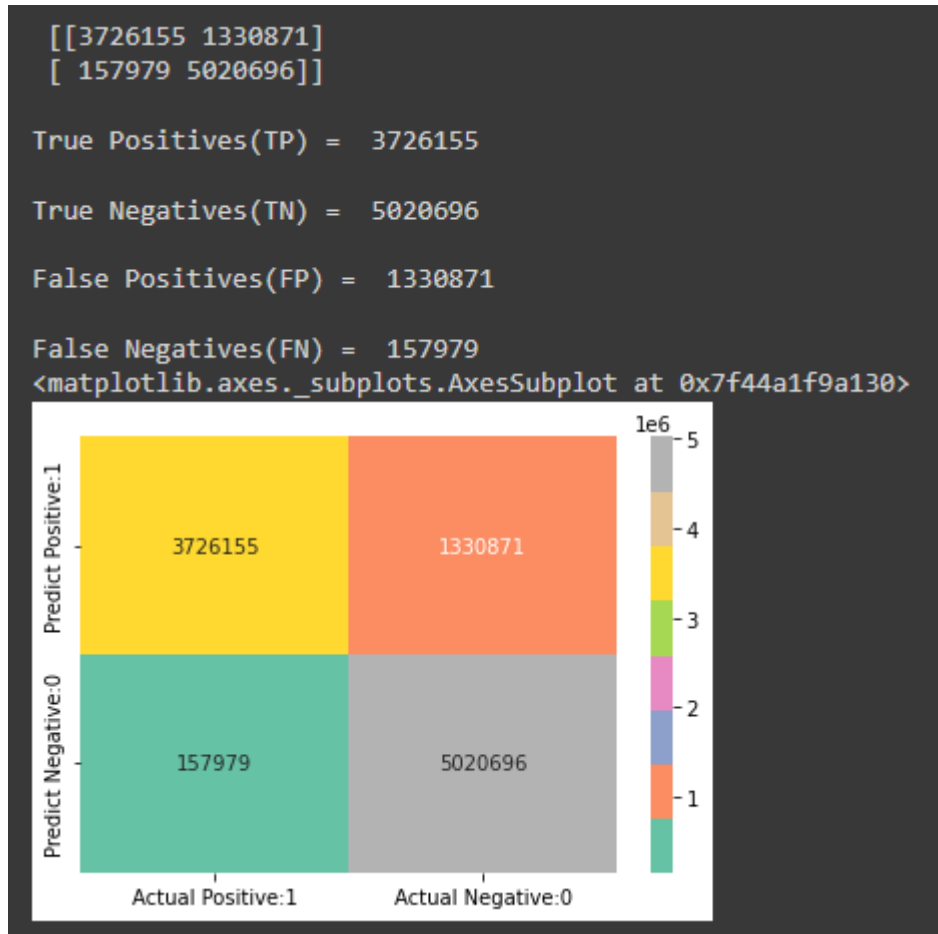 [[3726155 1330871]
[ 157979 5020696]]
True Positives(TP) =  3726155
True Negatives(TN) =  5020696
False Positives(FP) =  1330871
False Negatives(FN) =  157979
<matplotlib.axes._subplots.AxesSubplot at 0x7f44a1f9a130>
Predict Positive:1
3726155
1330871
Predict Negative:0
157979
5020696
Actual Positive:1
Actual Negative:0
1e6
5
4
3
2
1